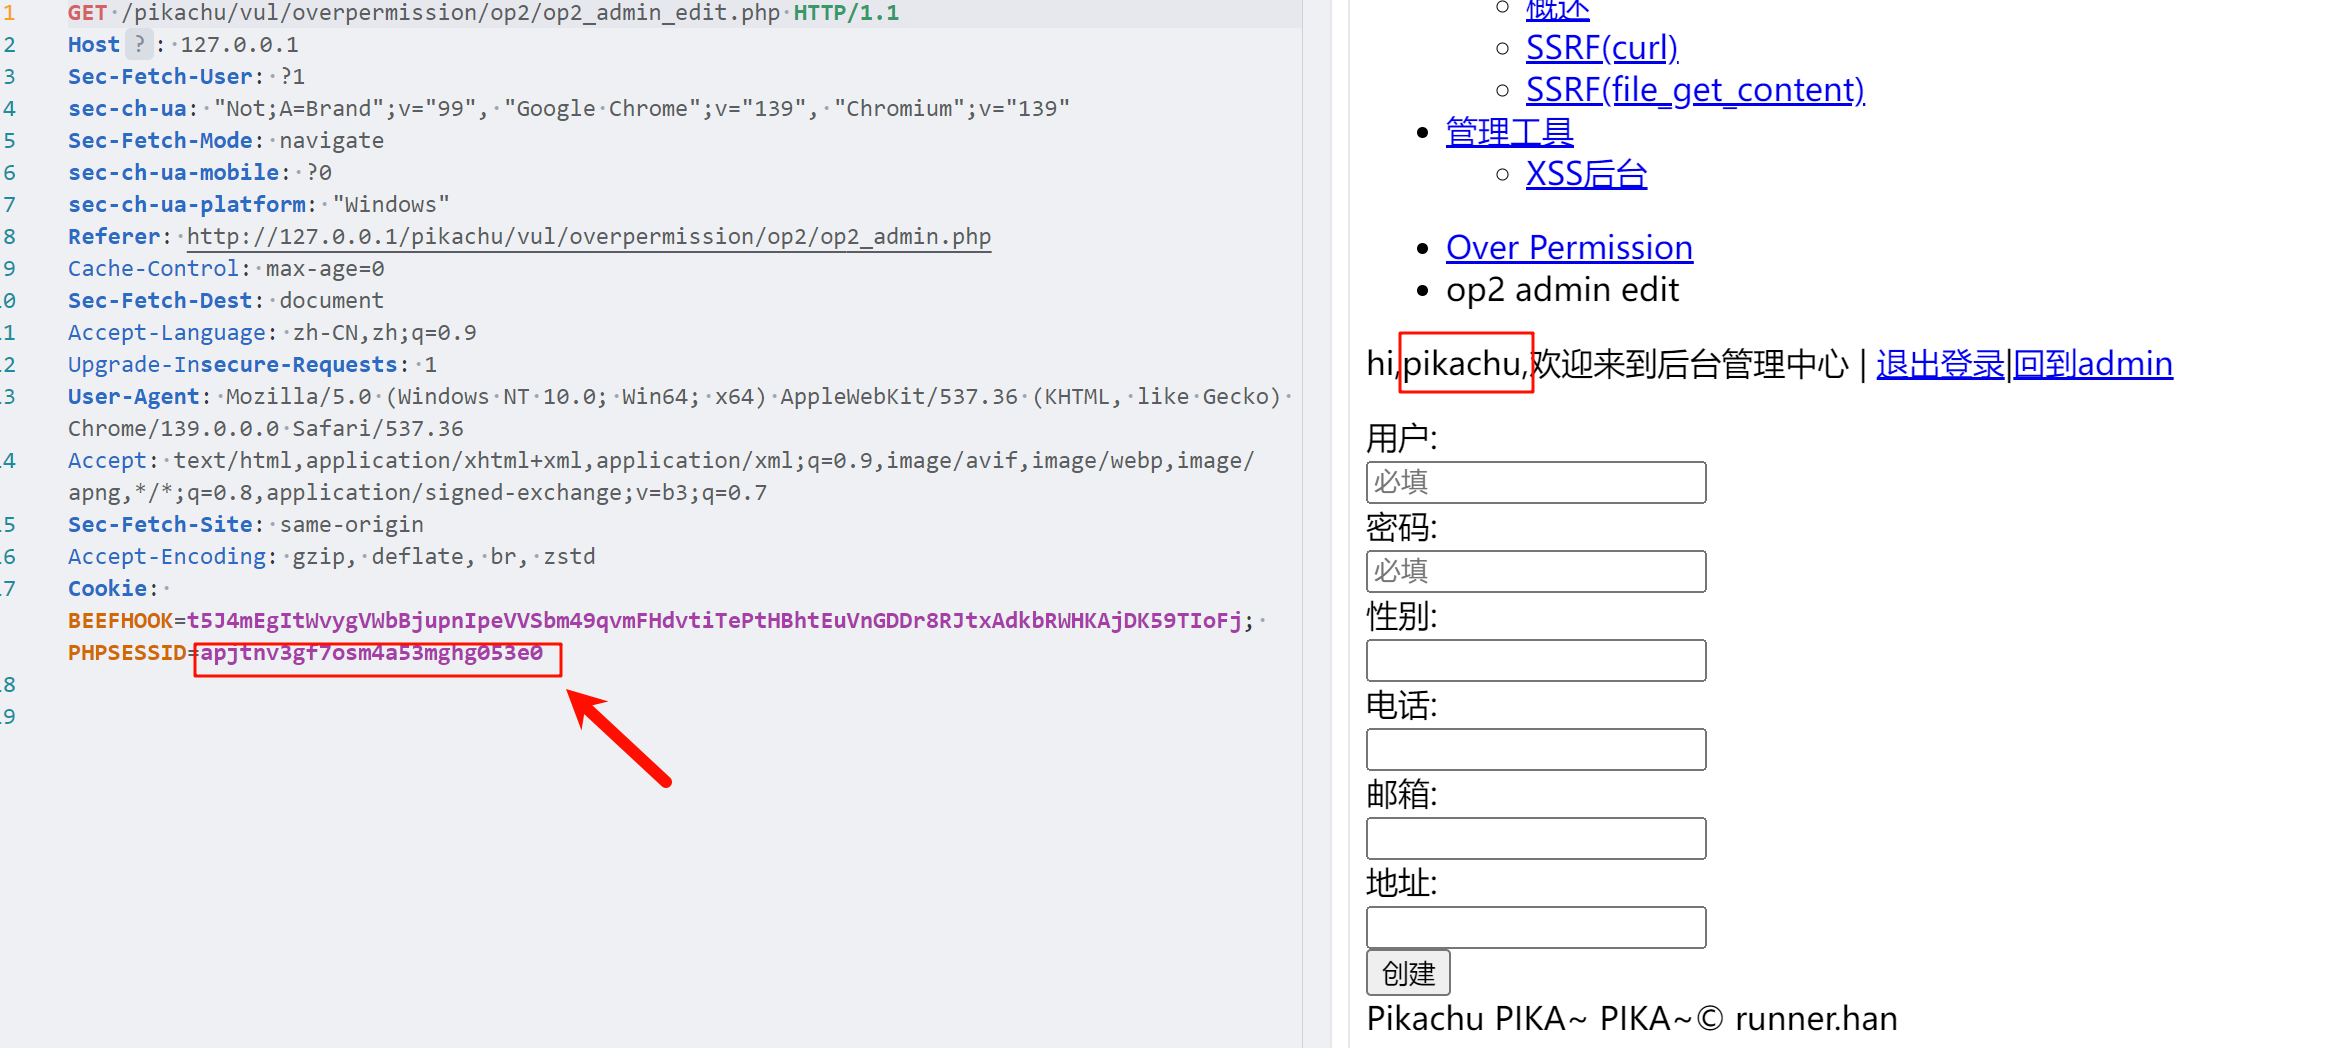 1 GET /pikachu/vul/overpermission/op2/op2_admin_edit.php HTTP/1.1
2 Host ? : 127.0.0.1
3 Sec-Fetch-User: ?1
4 sec-ch-ua: "Not;A=Brand";v="99", "Google Chrome";v="139", "Chromium";v="139"
5 Sec-Fetch-Mode: navigate
6 sec-ch-ua-mobile: ?0
7 sec-ch-ua-platform: "Windows"
8 Referer: http://127.0.0.1/pikachu/vul/overpermission/op2/op2_admin.php
9 Cache-Control: max-age=0
.0 Sec-Fetch-Dest: document
.1 Accept-Language: zh-CN,zh;q=0.9
.2 Upgrade-Insecure-Requests: 1
.3 User-Agent: Mozilla/5.0 (Windows NT 10.0; Win64; x64) AppleWebKit/537.36 (KHTML, like Gecko)
Chrome/139.0.0.0 Safari/537.36
.4 Accept: text/html,application/xhtml+xml,application/xml;q=0.9,image/avif,image/webp,image/
apng,*/*;q=0.8,application/signed-exchange;v=b3;q=0.7
.5 Sec-Fetch-Site: same-origin
.6 Accept-Encoding: gzip, deflate, br, zstd
.7 Cookie:
BEEFHOOK=t5J4mEgItWvygVWbBjupnIpeVVSbm49qvmFHdvtiTePtHBhtEuVnGDDr8RJtxAdkbRWHKAjDK59TIoFj;
PHPSESSID=apjtnv3gf7osm4a53mghg053e0
.8
.9
概述
SSRF(curl)
SSRF(file_get_content)
管理工具
XSS后台
Over Permission
op2 admin edit
hi,pikachu,欢迎来到后台管理中心 | 退出登录|回到admin
用户:
必填
密码:
必填
性别:
电话:
邮箱:
地址:
创建
Pikachu PIKA~ PIKA~© runner.han